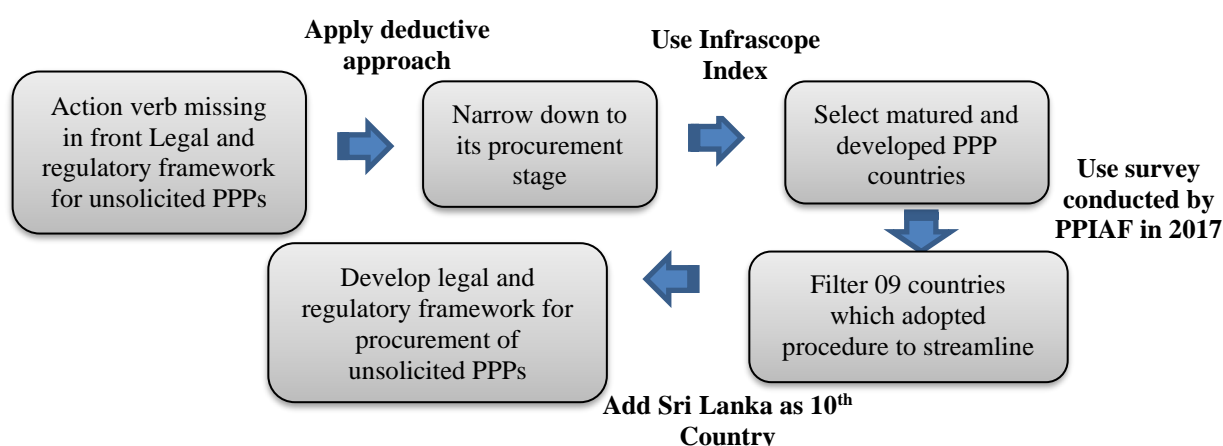 Apply deductive
approach
Use Infrascope
Index
Action verb missing
in front Legal and
regulatory framework
for unsolicited PPPs
Narrow down to
its procurement
stage
Select matured and
developed PPP
countries
Use survey
conducted by
PPIAF in 2017
Filter 09 countries
which adopted
procedure to streamline
Add Sri Lanka as 10th
Country
Develop legal and
regulatory framework for
procurement of
unsolicited PPPs